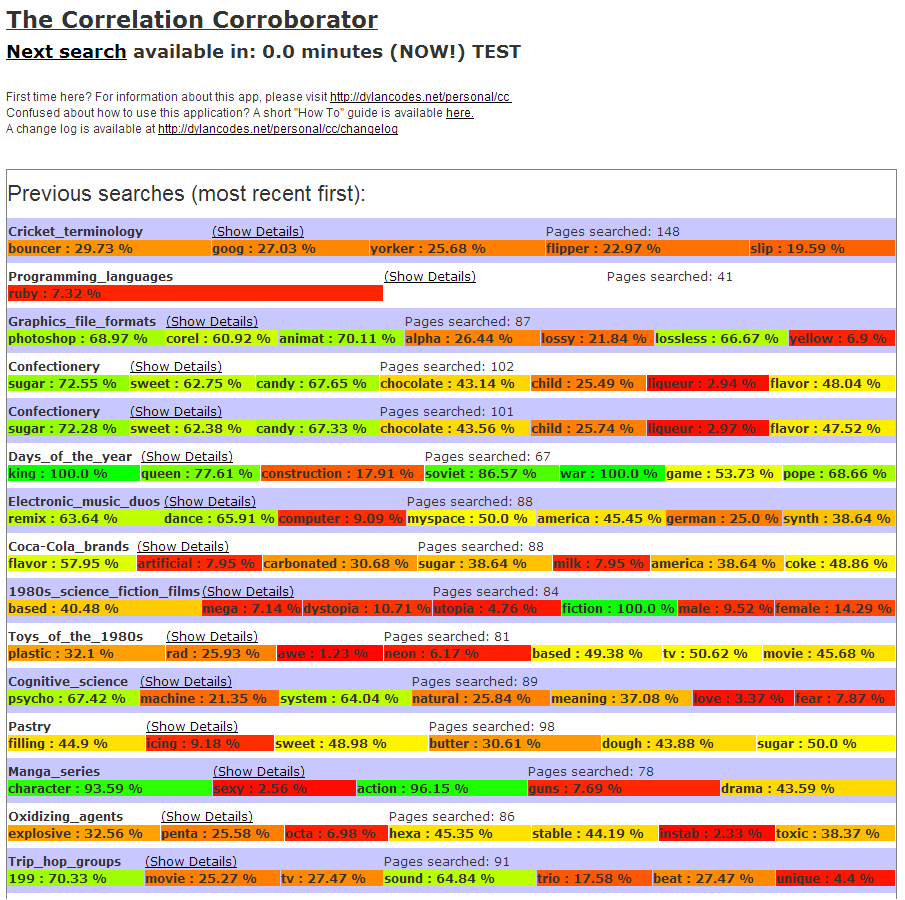 The Correlation Corroborator
Next search available in: 0.0 minutes (NOW!) TEST
First time here? For information about this app, please visit http://dylancodes.net/personal/cc
Confused about how to use this application? A short "How To" guide is available here.
A change log is available at http://dylancodes.net/personal/cc/changelog
Previous searches (most recent first):
Cricket_terminology (Show Details) Pages searched: 148
bouncer : 29.73 % goog : 27.03 % yorker : 25.68 % flipper : 22.97 % slip : 19.59 %
Programming_languages (Show Details) Pages searched: 41
ruby : 7.32 %
Graphics_file_formats (Show Details) Pages searched: 87
photoshop : 68.97 % corel : 60.92 % animat : 70.11 % alpha : 26.44 % lossy : 21.84 % lossless : 66.67 % yellow : 6.9 %
Confectionery (Show Details) Pages searched: 102
sugar : 72.55 % sweet : 62.75 % candy : 67.65 % chocolate : 43.14 % child : 25.49 % liqueur : 2.94 % flavor : 48.04 %
Confectionery (Show Details) Pages searched: 101
sugar : 72.28 % sweet : 62.38 % candy : 67.33 % chocolate : 43.56 % child : 25.74 % liqueur : 2.97 % flavor : 47.52 %
Days_of_the_year (Show Details) Pages searched: 67
king : 100.0 % queen : 77.61 % construction : 17.91 % soviet : 86.57 % war : 100.0 % game : 53.73 % pope : 68.66 %
Electronic_music_duos (Show Details) Pages searched: 88
remix : 63.64 % dance : 65.91 % computer : 9.09 % myspace : 50.0 % america : 45.45 % german : 25.0 % synth : 38.64 %
Coca-Cola_brands (Show Details) Pages searched: 88
flavor : 57.95 % artificial : 7.95 % carbonated : 30.68 % sugar : 38.64 % milk : 7.95 % america : 38.64 % coke : 48.86 %
1980s_science_fiction_films (Show Details) Pages searched: 84
based : 40.48 % mega : 7.14 % dystopia : 10.71 % utopia : 4.76 % fiction : 100.0 % male : 9.52 % female : 14.29 %
Toys_of_the_1980s (Show Details) Pages searched: 81
plastic : 32.1 % rad : 25.93 % awe : 1.23 % neon : 6.17 % based : 49.38 % tv : 50.62 % movie : 45.68 %
Cognitive_science (Show Details) Pages searched: 89
psycho : 67.42 % machine : 21.35 % system : 64.04 % natural : 25.84 % meaning : 37.08 % love : 3.37 % fear : 7.87 %
Pastry (Show Details) Pages searched: 98
filling : 44.9 % icing : 9.18 % sweet : 48.98 % butter : 30.61 % dough : 43.88 % sugar : 50.0 %
Manga_series (Show Details) Pages searched: 78
character : 93.59 % sexy : 2.56 % action : 96.15 % guns : 7.69 % drama : 43.59 %
Oxidizing_agents (Show Details) Pages searched: 86
explosive : 32.56 % penta : 25.58 % octa : 6.98 % hexa : 45.35 % stable : 44.19 % instab : 2.33 % toxic : 38.37 %
Trip_hop_groups (Show Details) Pages searched: 91
199 : 70.33 % movie : 25.27 % tv : 27.47 % sound : 64.84 % trio : 17.58 % beat : 27.47 % unique : 4.4 %